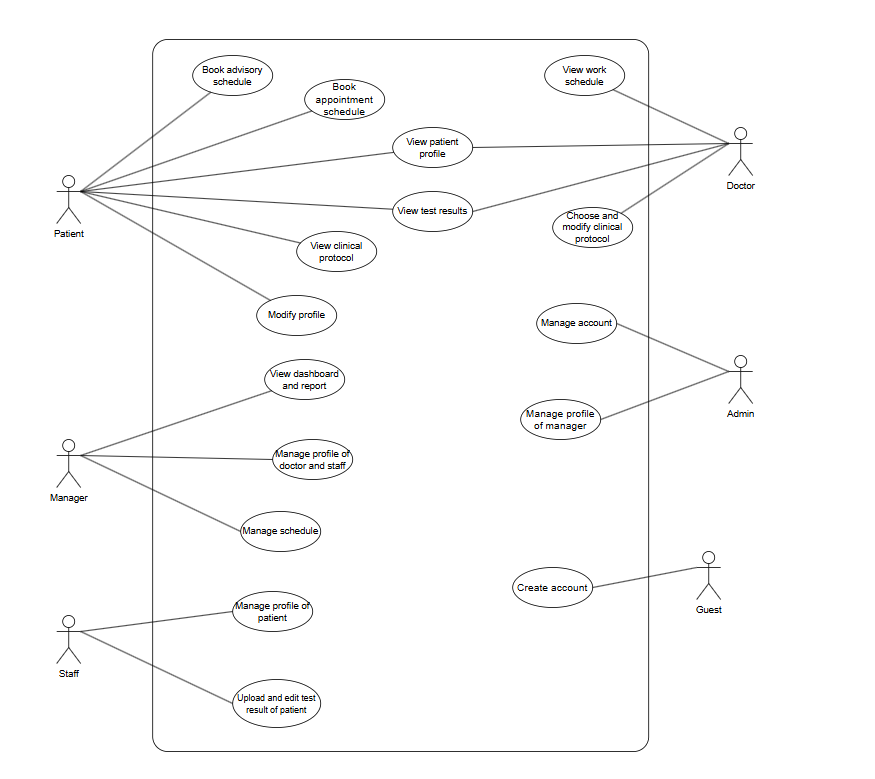 Book advisory
schedule
View work
schedule
Book
appointment
schedule
View patient
profile
Patient
Doctor
View test results
Choose and
modify clinical
protocol
View clinical
protocol
Modify profile
Manage account
View dashboard
and report
Admin
Manage profile
of manager
Manager
Manage profile of
doctor and staff
Manage schedule
Create account
Guest
Manage profile of
patient
Staff
Upload and edit test
result of patient